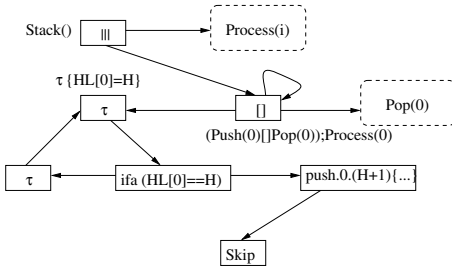 Stack()
|||
Process(i)
τ {HL[0]=H}
τ
[]
Pop(0)
(Push(0)[]Pop(0));Process(0)
τ
ifa (HL[0]==H)
push.0.(H+1){...}
Skip